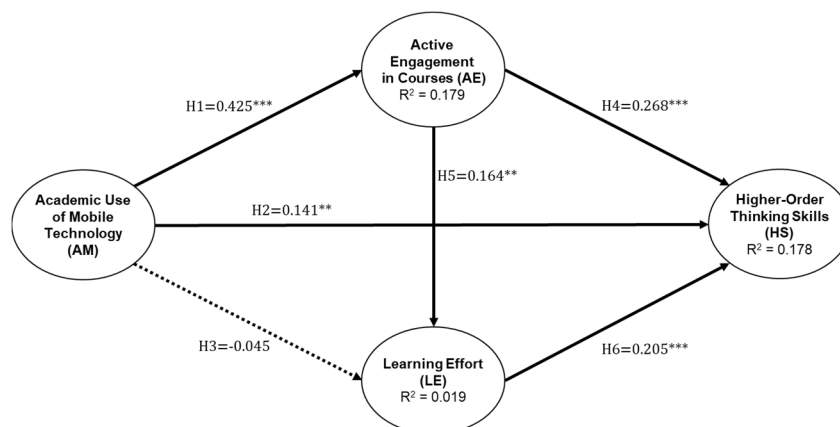 Active
Engagement
in Courses (AE)
R² = 0.179
H1=0.425***
H4=0.268***
H5=0.164**
Academic Use
of Mobile
Technology
(AM)
H2=0.141**
Higher-Order
Thinking Skills
(HS)
R² = 0.178
H3=-0.045
H6=0.205***
Learning Effort
(LE)
R² = 0.019